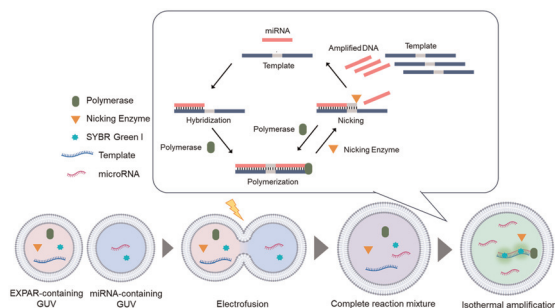 miRNA
Template
Amplified DNA
Template
Hybridization
Nicking
Polymerase
Polymerase
Nicking Enzyme
Polymerization
Polymerase
Nicking Enzyme
SYBR Green I
Template
microRNA
EXPAR-containing
GUV
miRNA-containing
GUV
Electrofusion
Complete reaction mixture
Isothermal amplification